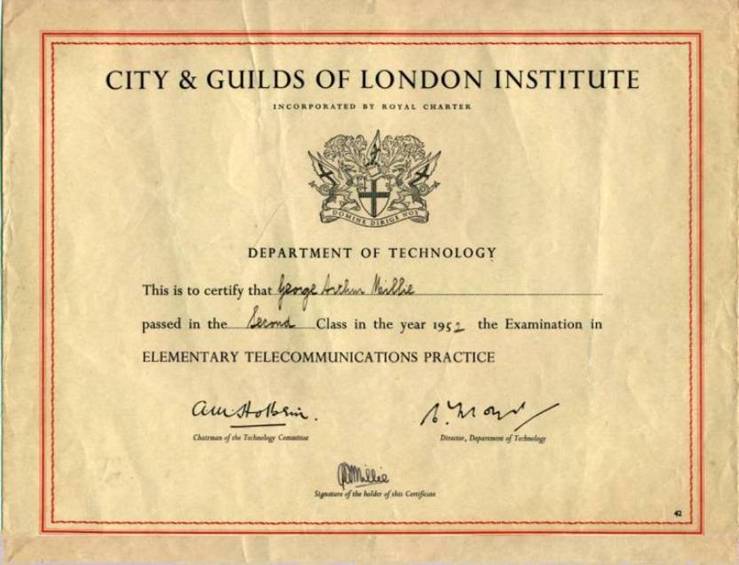 CITY & GUILDS OF LONDON INSTITUTE
INCORPORATED BY ROYAL CHARTER
DOMINE DIRIGE NOS
DEPARTMENT OF TECHNOLOGY
This is to certify that George Arthur Millie
passed in the Second Class in the year 1952 the Examination in
ELEMENTARY TELECOMMUNICATIONS PRACTICE
Chairman of the Technology Committee
Director, Department of Technology
Millie
Signature of the holder of this Certificate
42